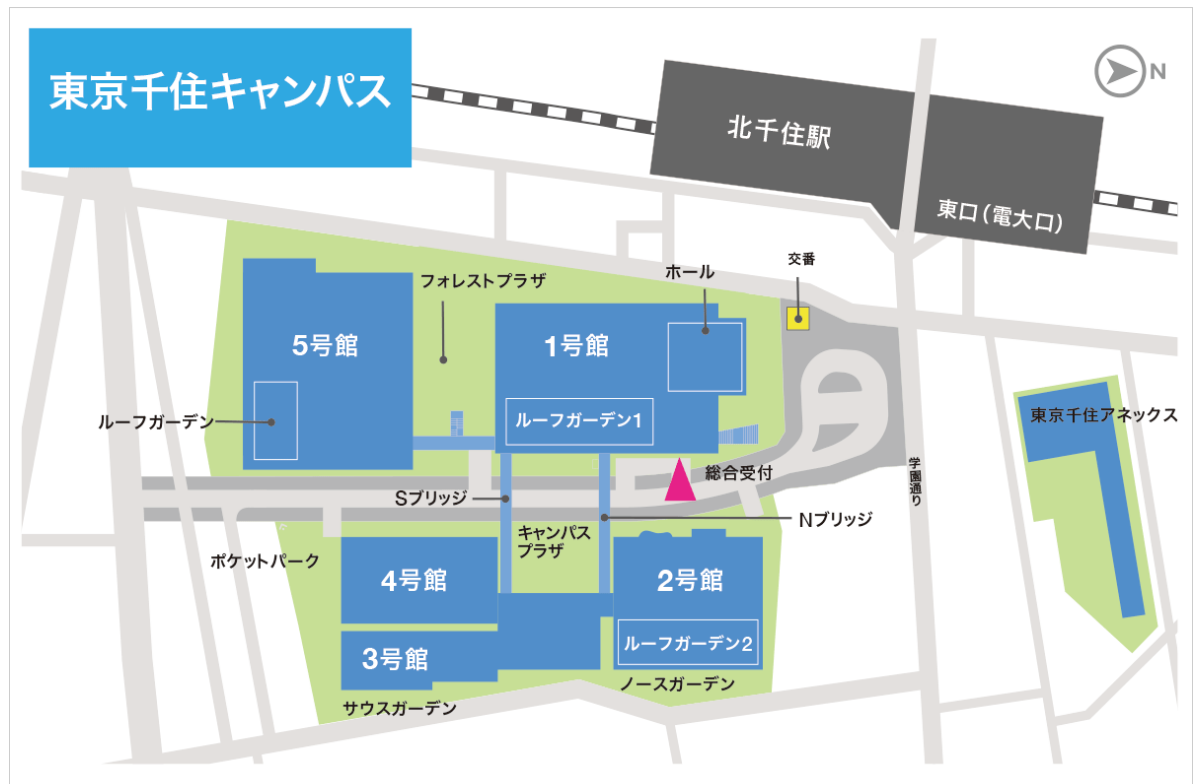 東京千住キャンパス
N
北千住駅
東口（電大口）
交番
ホール
フォレストプラザ
5号館
1号館
ルーフガーデン
ルーフガーデン1
東京千住アネックス
総合受付
学園通り
Sブリッジ
Nブリッジ
キャンパス
プラザ
ポケットパーク
4号館
2号館
3号館
ルーフガーデン2
ノースガーデン
サウスガーデン